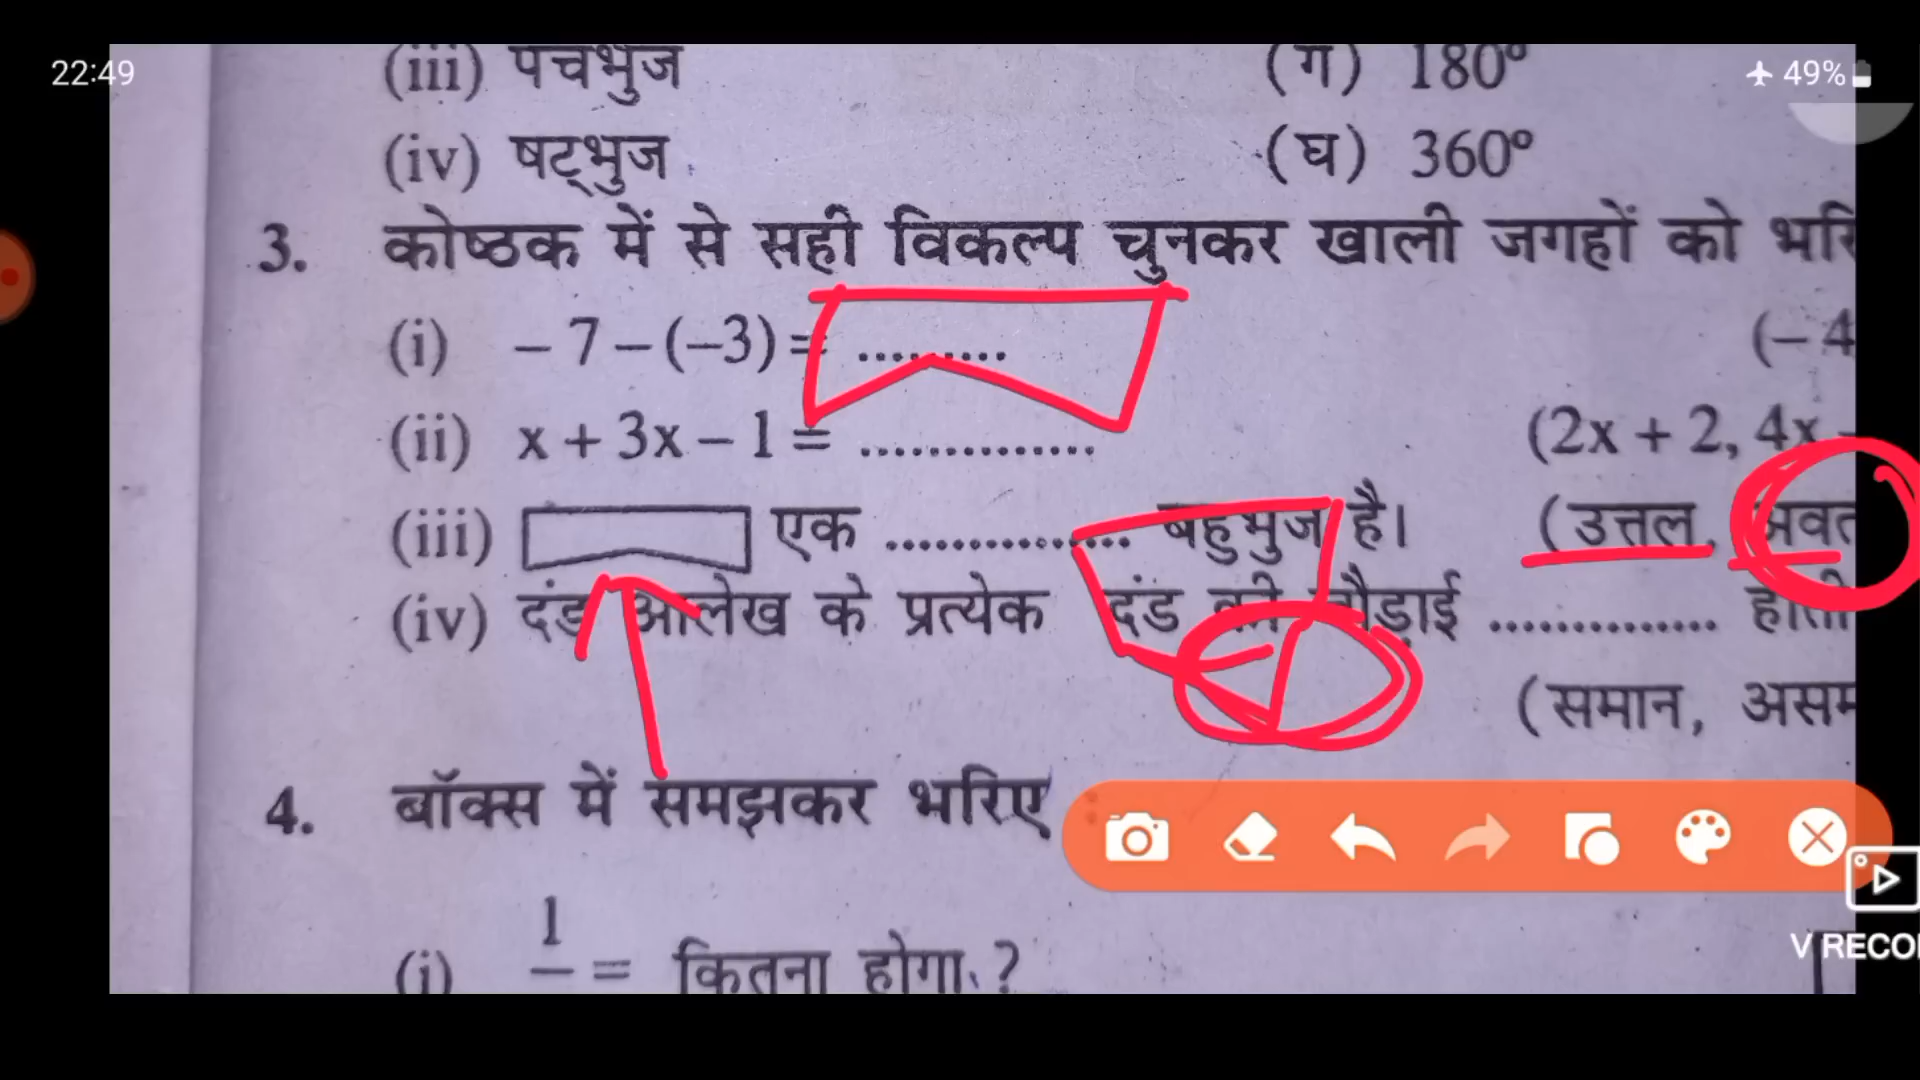 22:49
49%
(iii) पंचभुज (ग) 180°
(iv) षट्भुज (घ) 360°
3. कोष्ठक में से सही विकल्प चुनकर खाली जगहों को भरि
(i) – 7 – (–3) = ......... (– 4
(ii) x + 3x – 1 = .............. (2x + 2, 4x –
(iii) एक .............. बहुभुज है। (उत्तल, अवत
(iv) दंड आलेख के प्रत्येक दंड की चौड़ाई .............. होती
(समान, असम
4. बॉक्स में समझकर भरिए
(i) 1 = कितना होगा ?
V RECO